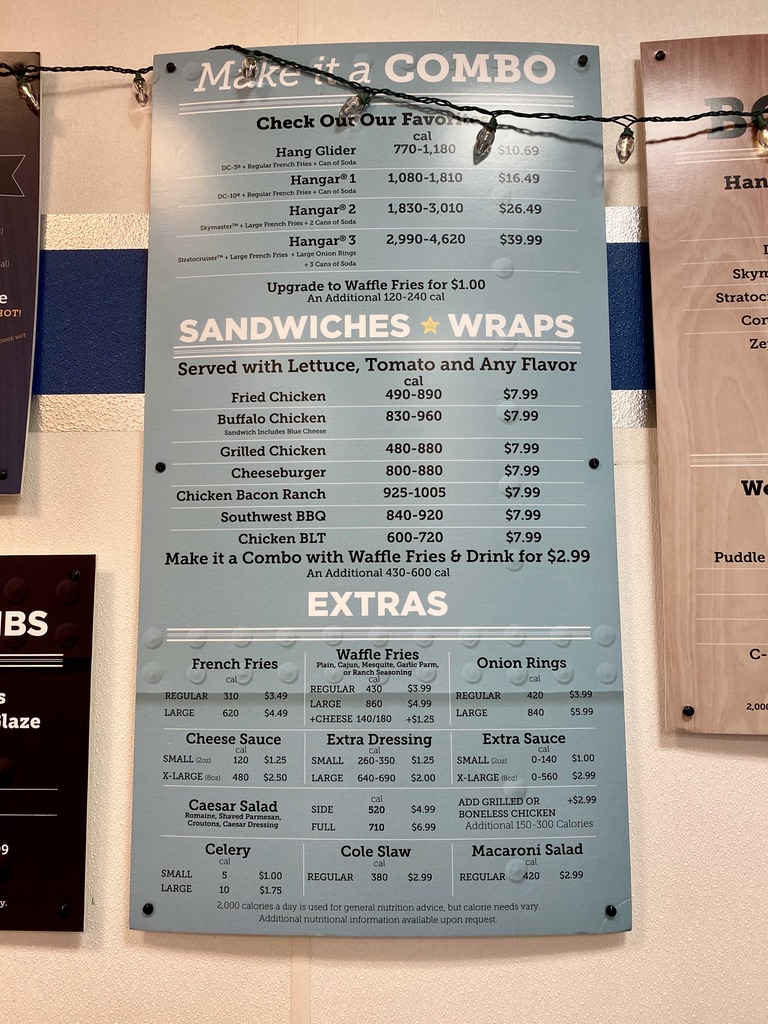 Make it a COMBO
Check Out Our Favorites
cal
Hang Glider 770-1,180 $10.69
DC-3® + Regular French Fries + Can of Soda
Hangar® 1 1,080-1,810 $16.49
DC-10® + Regular French Fries + Can of Soda
Hangar® 2 1,830-3,010 $26.49
Skymaster™ + Large French Fries + 2 Cans of Soda
Hangar® 3 2,990-4,620 $39.99
Stratocruiser™ + Large French Fries + Large Onion Rings
+ 3 Cans of Soda
Upgrade to Waffle Fries for $1.00
An Additional 120-240 cal
SANDWICHES WRAPS
Served with Lettuce, Tomato and Any Flavor
cal
Fried Chicken 490-890 $7.99
Buffalo Chicken 830-960 $7.99
Sandwich Includes Blue Cheese
Grilled Chicken 480-880 $7.99
Cheeseburger 800-880 $7.99
Chicken Bacon Ranch 925-1005 $7.99
Southwest BBQ 840-920 $7.99
Chicken BLT 600-720 $7.99
Make it a Combo with Waffle Fries & Drink for $2.99
An Additional 430-600 cal
EXTRAS
French Fries
cal
REGULAR 310 $3.49
LARGE 620 $4.49
Waffle Fries
Plain, Cajun, Mesquite, Garlic Parm,
or Ranch Seasoning
cal
REGULAR 430 $3.99
LARGE 860 $4.99
+CHEESE 140/180 +$1.25
Onion Rings
cal
REGULAR 420 $3.99
LARGE 840 $5.99
Cheese Sauce
cal
SMALL (2oz) 120 $1.25
X-LARGE (8oz) 480 $2.50
Extra Dressing
cal
SMALL 260-350 $1.25
LARGE 640-690 $2.00
Extra Sauce
cal
SMALL (2oz) 0-140 $1.00
X-LARGE (8oz) 0-560 $2.99
Caesar Salad
Romaine, Shaved Parmesan,
Croutons, Caesar Dressing
cal
SIDE 520 $4.99
FULL 710 $6.99
ADD GRILLED OR +$2.99
BONELESS CHICKEN
Additional 150-300 Calories
Celery
cal
SMALL 5 $1.00
LARGE 10 $1.75
Cole Slaw
cal
REGULAR 380 $2.99
Macaroni Salad
cal
REGULAR 420 $2.99
2,000 calories a day is used for general nutrition advice, but calorie needs vary.
Additional nutritional information available upon request.
HOT!
IBS
laze
Han
Skym
Stratoc
Con
Ze
We
Puddle
C-
2,000